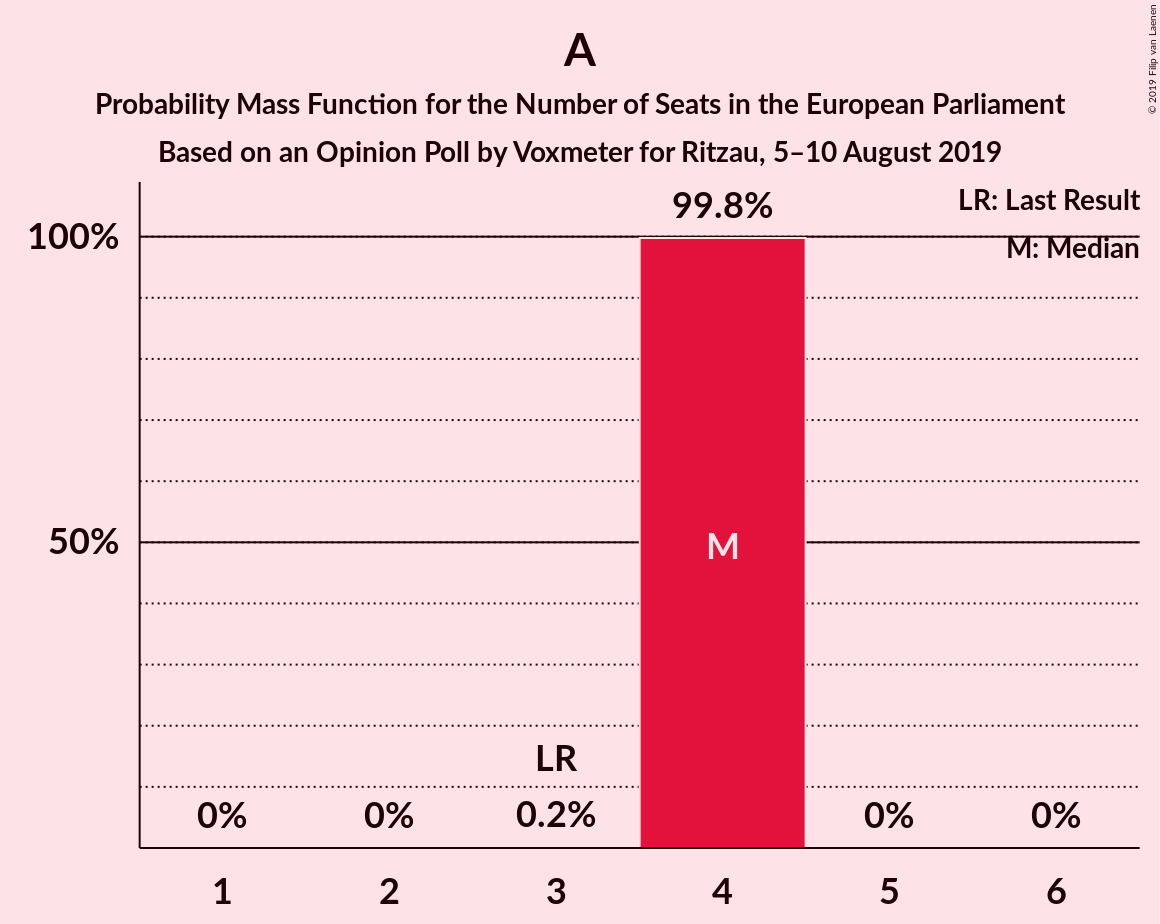 A
Probability Mass Function for the Number of Seats in the European Parliament
Based on an Opinion Poll by Voxmeter for Ritzau, 5–10 August 2019
© 2019 Filip van Laenen
LR: Last Result
M: Median
99.8%
100%
50%
M
LR
0%
0%
0.2%
0%
0%
1
2
3
4
5
6